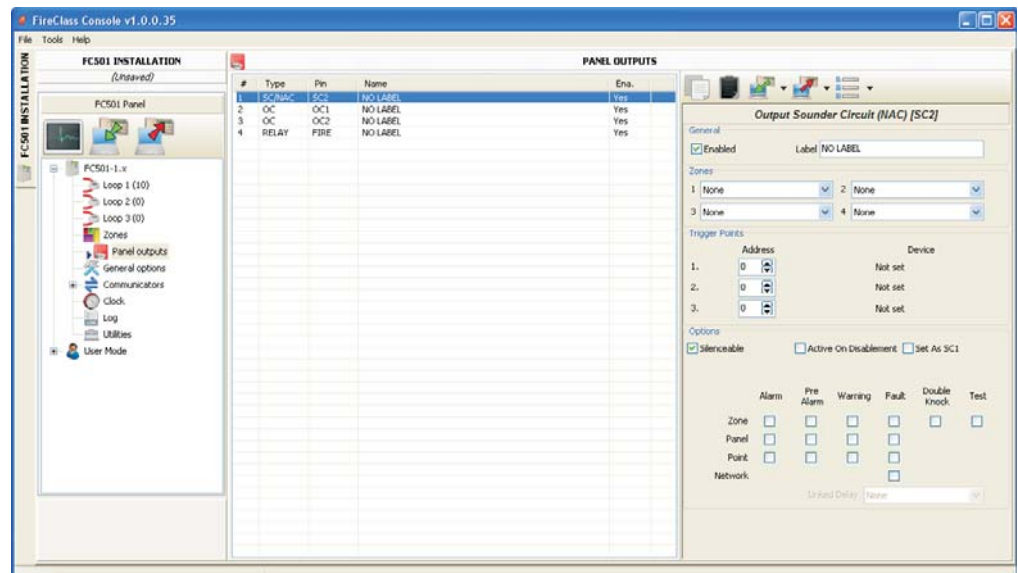 FireClass Console v1.0.0.35
File Tools Help
FC501 INSTALLATION
FC501 INSTALLATION
(Unsaved)
FC501 Panel
FC501-1.x
Loop 1 (10)
Loop 2 (0)
Loop 3 (0)
Zones
Panel outputs
General options
Communicators
Clock
Log
Utilities
User Mode
PANEL OUTPUTS
# Type Pin Name Ena.
1 SC/NAC SC2 NO LABEL Yes
2 OC OC1 NO LABEL Yes
3 OC OC2 NO LABEL Yes
4 RELAY FIRE NO LABEL Yes
Output Sounder Circuit (NAC) [SC2]
General
Enabled Label NO LABEL
Zones
1 None 2 None
3 None 4 None
Trigger Points
Address Device
1. 0 Not set
2. 0 Not set
3. 0 Not set
Options
Silenceable Active On Disablement Set As SC1
Alarm Pre Alarm Warning Fault Double Knock Test
Zone
Panel
Point
Network
Linked Delay None